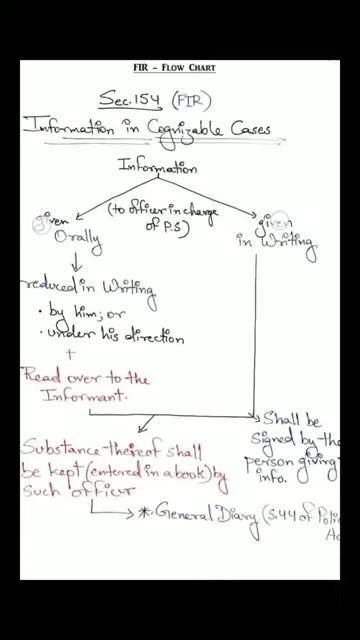 FIR – FLOW CHART
Sec.154 (FIR)
Information in Cognizable Cases
Information
(to officer in charge
of P.S)
given
Orally
given
in Writing
reduced in Writing
• by him; or
• under his direction
+
Read over to the
Informant.
Shall be
Signed by the
person giving
info.
Substance thereof shall
be kept (entered in a book) by
such officer
* General Diary (S.44 of